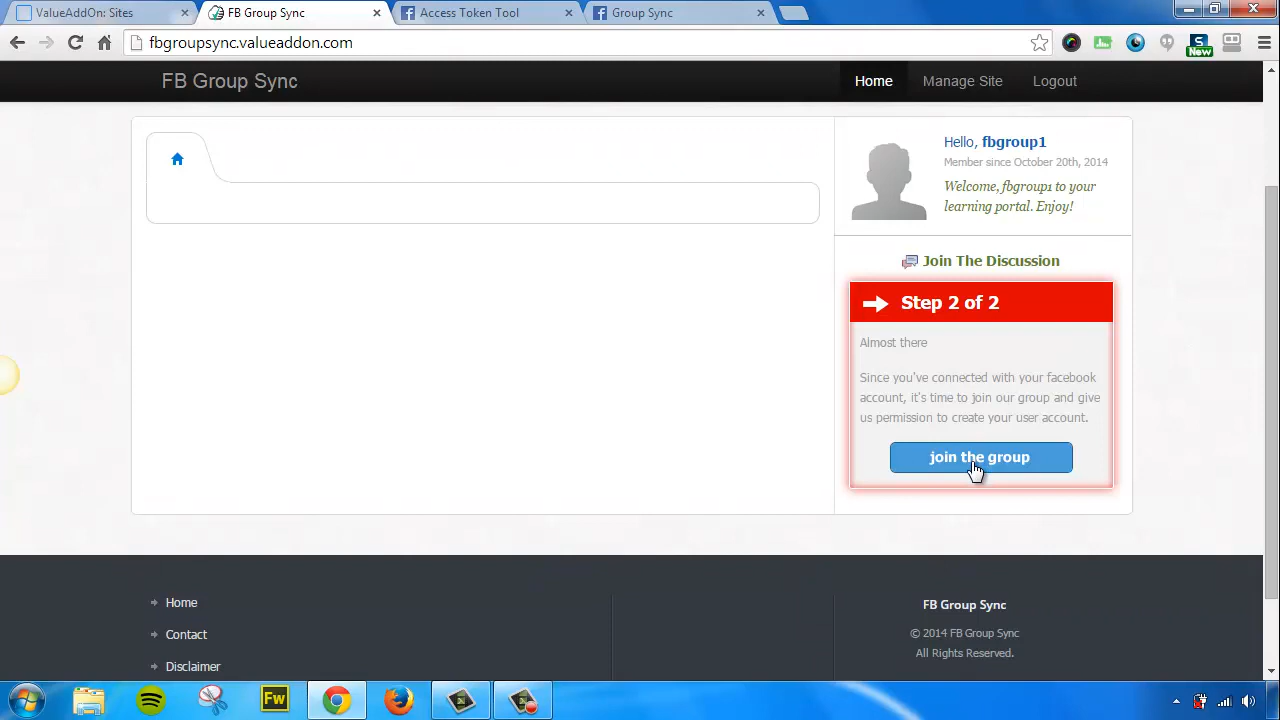 ValueAddOn: Sites
FB Group Sync
Access Token Tool
Group Sync
fbgroupsync.valueaddon.com
New
FB Group Sync
Home
Manage Site
Logout
Hello, fbgroup1
Member since October 20th, 2014
Welcome, fbgroup1 to your
learning portal. Enjoy!
Join The Discussion
Step 2 of 2
Almost there
Since you've connected with your facebook
account, it's time to join our group and give
us permission to create your user account.
join the group
Home
Contact
Disclaimer
FB Group Sync
© 2014 FB Group Sync
All Rights Reserved.
Fw